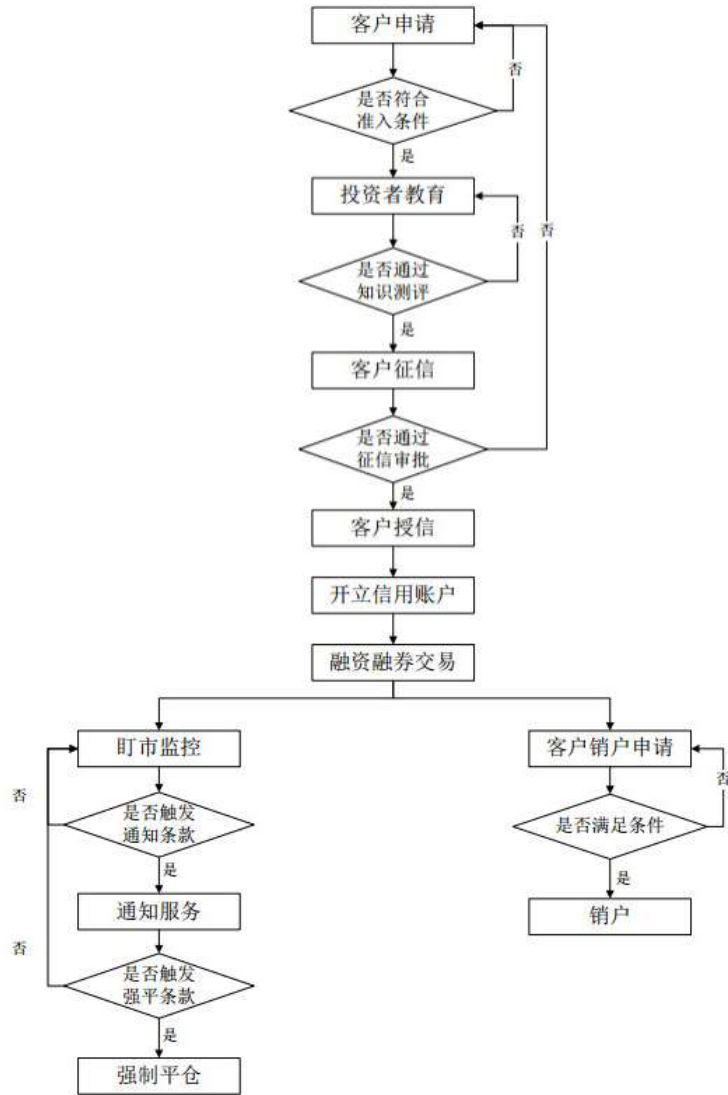 客户申请
否
是否符合
准入条件
是
投资者教育
否
否
是否通过
知识测评
是
客户征信
是否通过
征信审批
是
客户授信
开立信用账户
融资融券交易
盯市监控
客户销户申请
否
否
是否触发
通知条款
是否满足条件
是
是
通知服务
销户
否
是否触发
强平条款
是
强制平仓